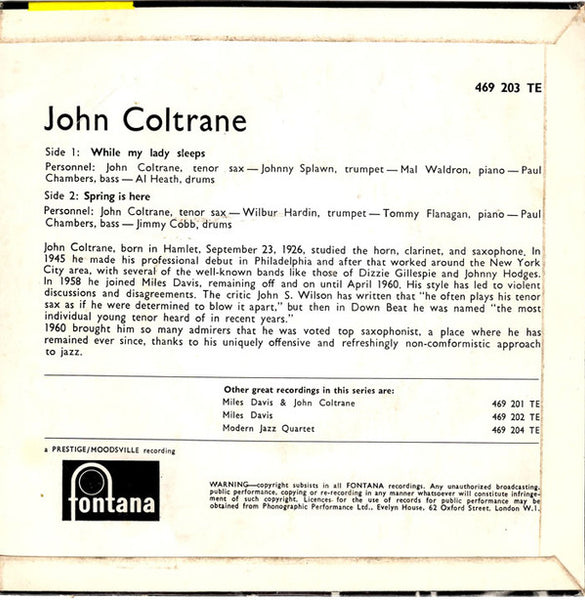 469 203 TE
John Coltrane
Side 1: While my lady sleeps
Personnel: John Coltrane, tenor sax — Johnny Splawn, trumpet — Mal Waldron, piano — Paul
Chambers, bass — Al Heath, drums
Side 2: Spring is here
Personnel: John Coltrane, tenor sax — Wilbur Hardin, trumpet — Tommy Flanagan, piano — Paul
Chambers, bass — Jimmy Cobb, drums
John Coltrane, born in Hamlet, September 23, 1926, studied the horn, clarinet, and saxophone. In
1945 he made his professional debut in Philadelphia and after that worked around the New York
City area, with several of the well-known bands like those of Dizzie Gillespie and Johnny Hodges.
In 1958 he joined Miles Davis, remaining off and on until April 1960. His style has led to violent
discussions and disagreements. The critic John S. Wilson has written that "he often plays his tenor
sax as if he were determined to blow it apart," but then in Down Beat he was named "the most
individual young tenor heard of in recent years."
1960 brought him so many admirers that he was voted top saxophonist, a place where he has
remained ever since, thanks to his uniquely offensive and refreshingly non-comformistic approach
to jazz.
Other great recordings in this series are:
Miles Davis & John Coltrane 469 201 TE
Miles Davis 469 202 TE
Modern Jazz Quartet 469 204 TE
a PRESTIGE/MOODSVILLE recording
fontana
WARNING—copyright subsists in all FONTANA recordings. Any unauthorized broadcasting,
public performance, copying or re-recording in any manner whatsoever will constitute infringe-
ment of such copyright. Licences for the use of records for public performance may be
obtained from Phonographic Performance Ltd., Evelyn House, 62 Oxford Street, London W.1.